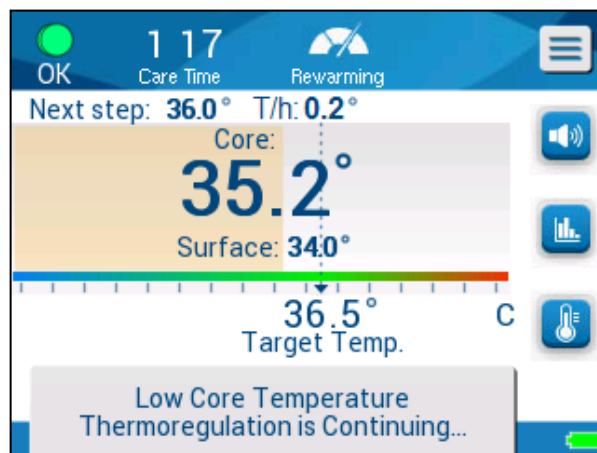 1 17
OK Care Time Rewarming
Next step: 36.0° T/h: 0.2°
Core:
35.2°
Surface: 34.0°
36.5° C
Target Temp.
Low Core Temperature
Thermoregulation is Continuing...